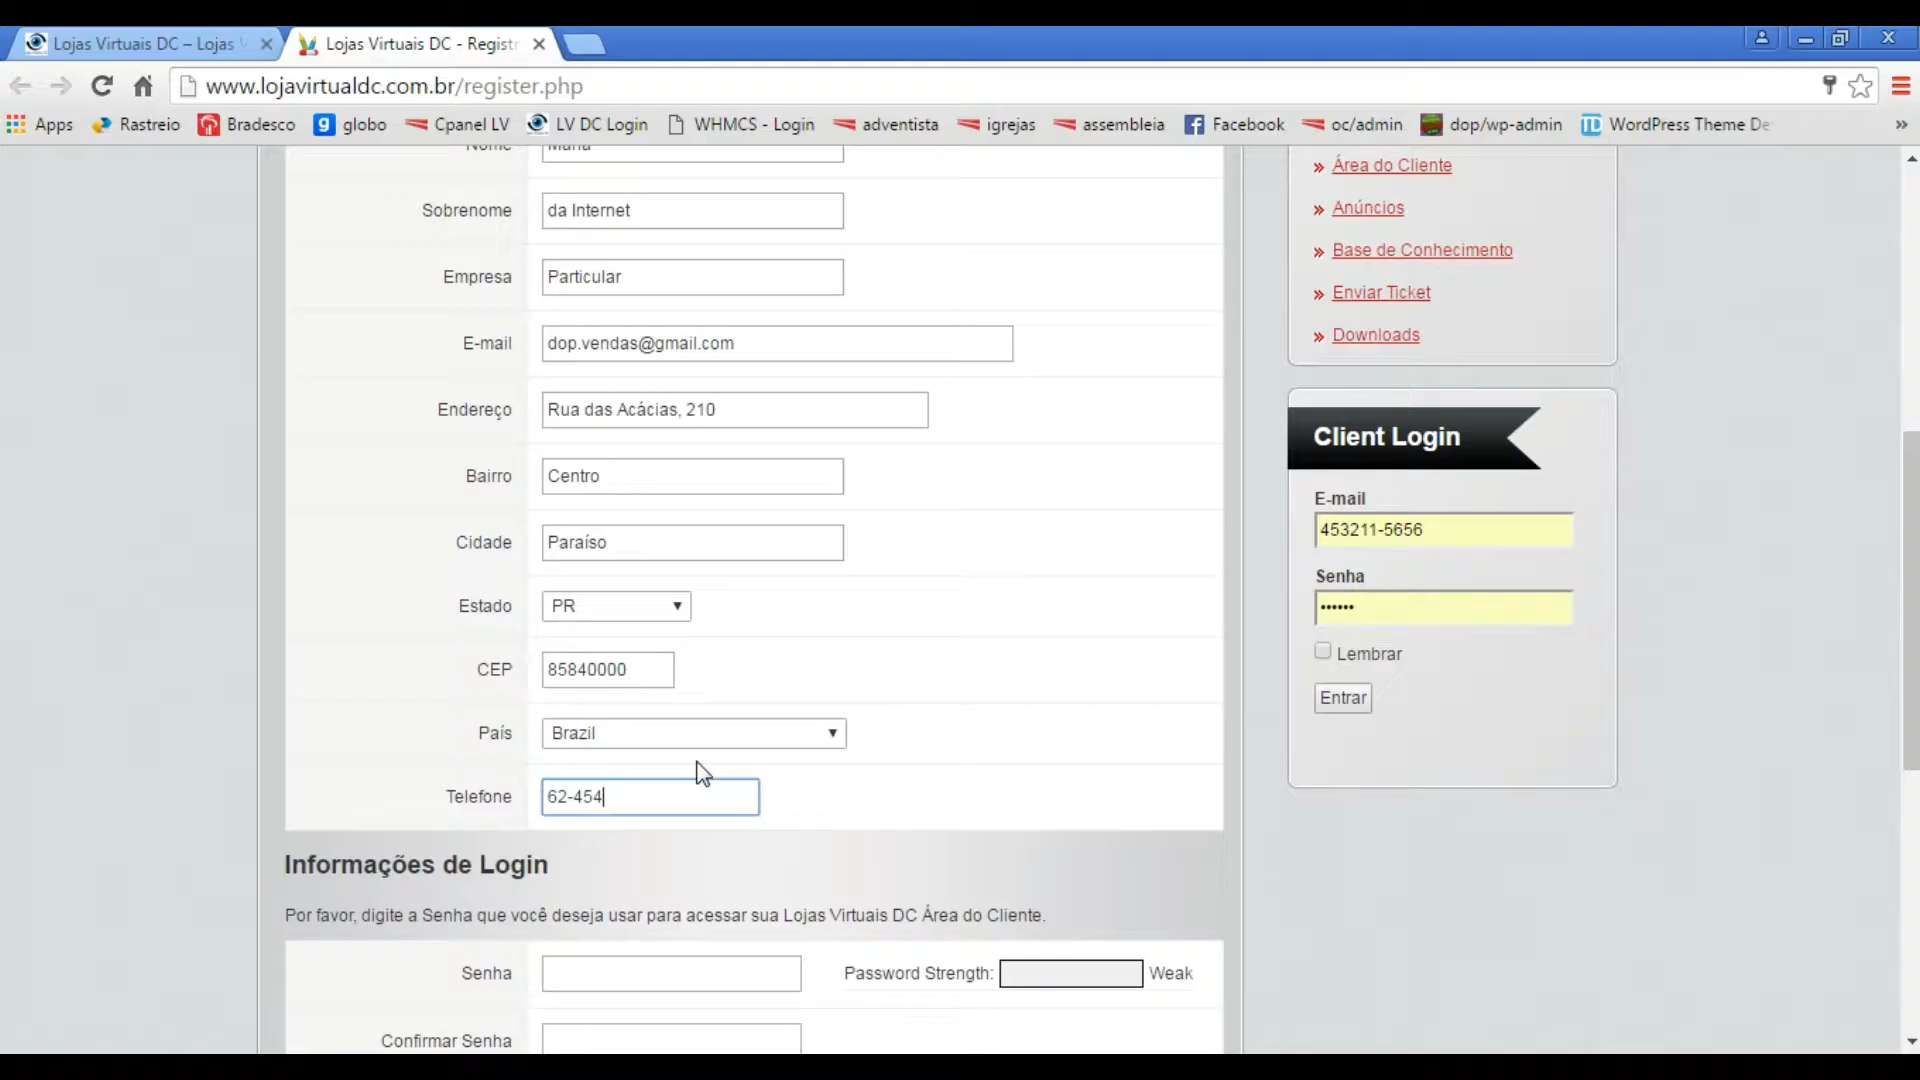 Lojas Virtuais DC – Lojas V
Lojas Virtuais DC - Registr
www.lojavirtualdc.com.br/register.php
Apps Rastreio Bradesco globo Cpanel LV LV DC Login WHMCS - Login adventista igrejas assembleia Facebook oc/admin dop/wp-admin WordPress Theme De »
Nome Maria
Sobrenome da Internet
Empresa Particular
E-mail dop.vendas@gmail.com
Endereço Rua das Acácias, 210
Bairro Centro
Cidade Paraíso
Estado PR
CEP 85840000
País Brazil
Telefone 62-454
Informações de Login
Por favor, digite a Senha que você deseja usar para acessar sua Lojas Virtuais DC Área do Cliente.
Senha Password Strength: Weak
Confirmar Senha
» Área do Cliente
» Anúncios
» Base de Conhecimento
» Enviar Ticket
» Downloads
Client Login
E-mail
453211-5656
Senha
••••••
Lembrar
Entrar